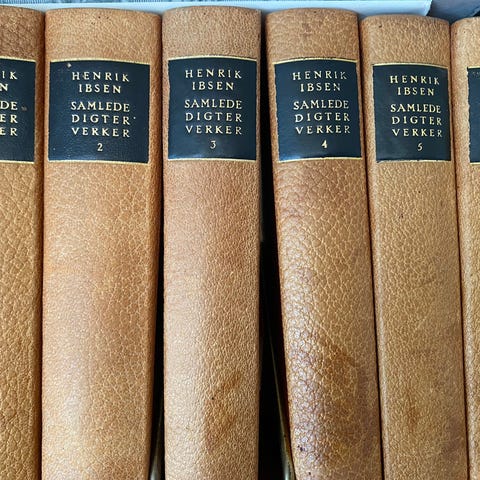 HENRIK
IBSEN
SAMLEDE
DIGTER
VERKER
2
HENRIK
IBSEN
SAMLEDE
DIGTER
VERKER
3
HENRIK
IBSEN
SAMLEDE
DIGTER
VERKER
4
HENRIK
IBSEN
SAMLEDE
DIGTER
VERKER
5